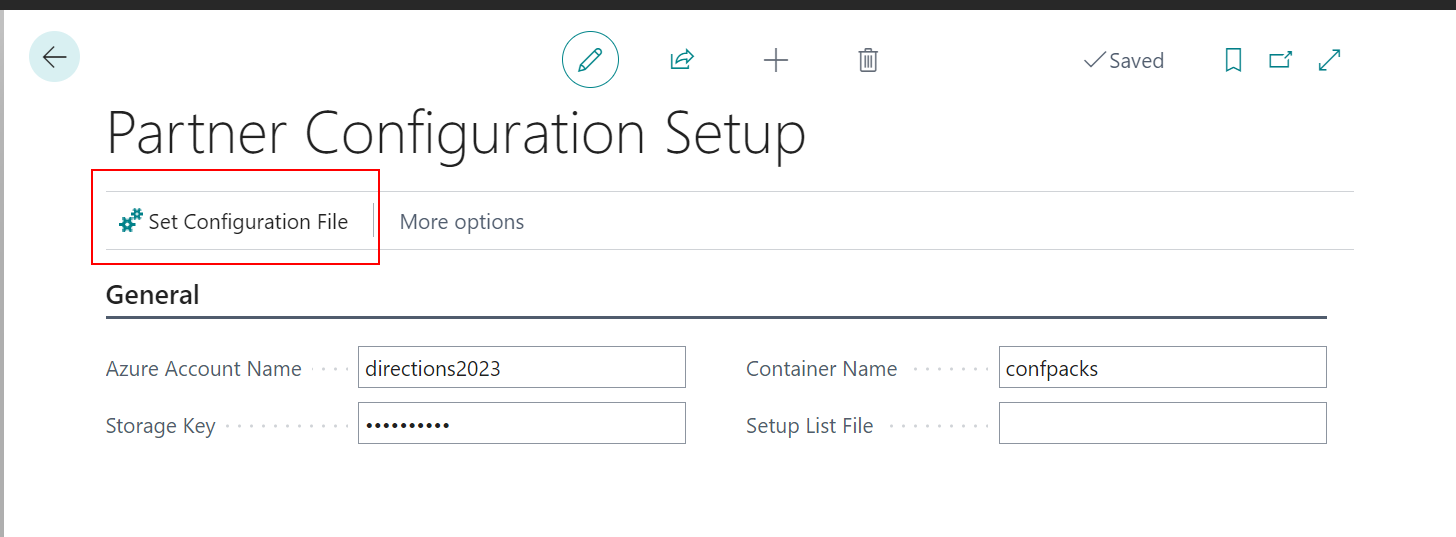 Saved
Partner Configuration Setup
Set Configuration File More options
General
Azure Account Name directions2023 Container Name confpacks
Storage Key •••••••••• Setup List File